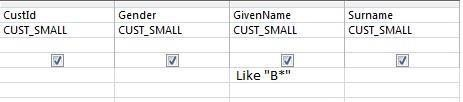 CustId Gender GivenName Surname
CUST_SMALL CUST_SMALL CUST_SMALL CUST_SMALL
Like "B*"